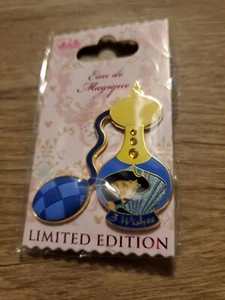 Eau de
Magique
3 Wishes
LIMITED EDITION